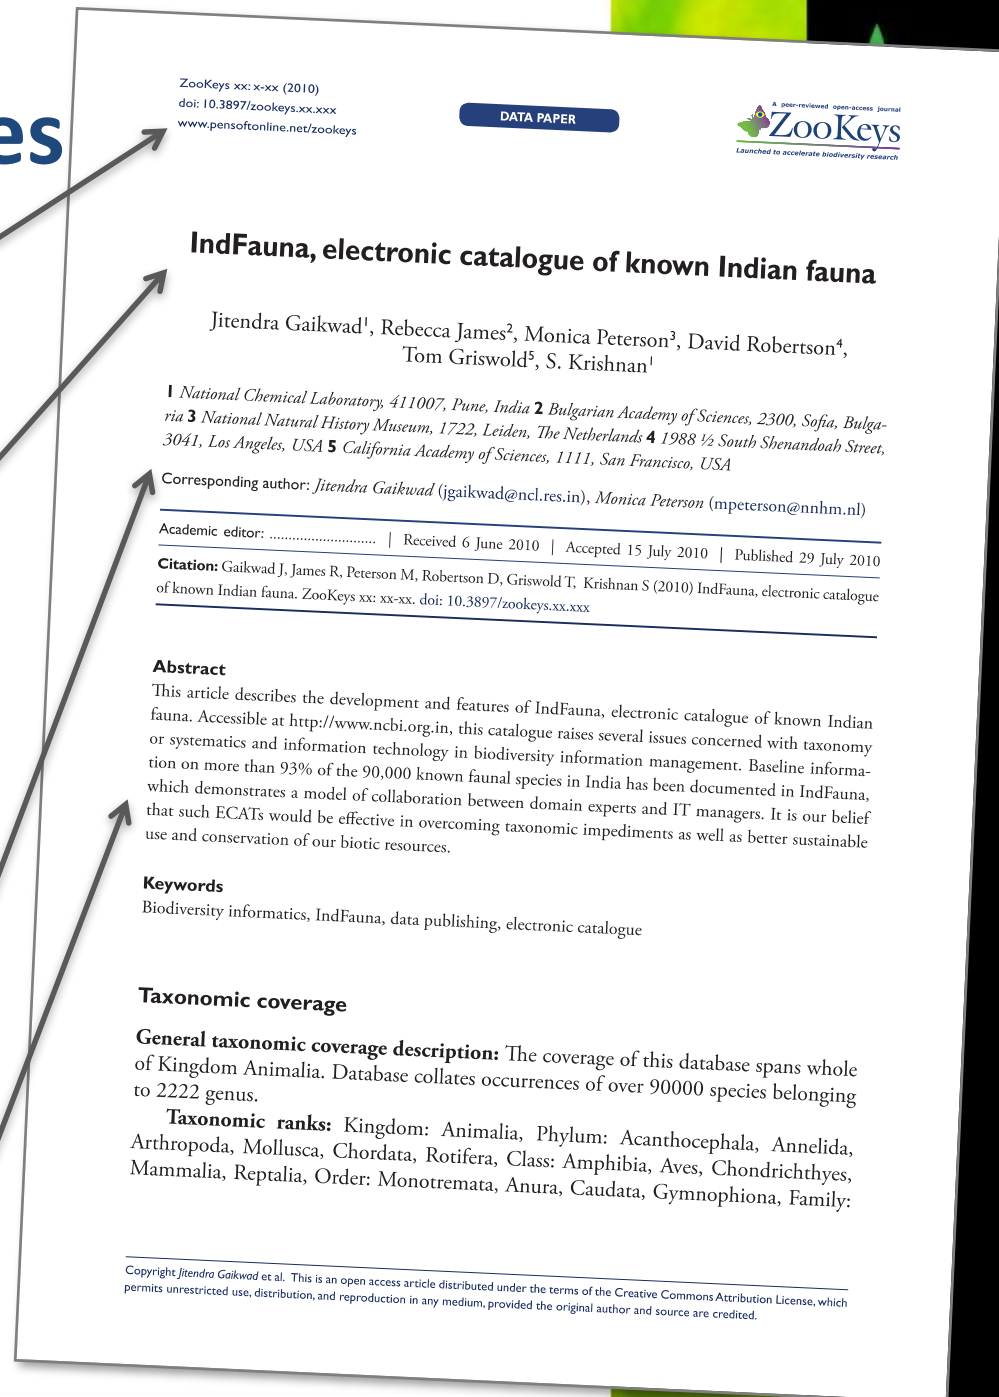 es
ZooKeys xx: x-xx (2010)
doi: 10.3897/zookeys.xx.xxx
www.pensoftonline.net/zookeys
DATA PAPER
A peer-reviewed open-access journal
ZooKeys
Launched to accelerate biodiversity research
IndFauna, electronic catalogue of known Indian fauna
Jitendra Gaikwad¹, Rebecca James², Monica Peterson³, David Robertson⁴,
Tom Griswold⁵, S. Krishnan¹
1 National Chemical Laboratory, 411007, Pune, India 2 Bulgarian Academy of Sciences, 2300, Sofia, Bulga-
ria 3 National Natural History Museum, 1722, Leiden, The Netherlands 4 1988 ½ South Shenandoah Street,
3041, Los Angeles, USA 5 California Academy of Sciences, 1111, San Francisco, USA
Corresponding author: Jitendra Gaikwad (jgaikwad@ncl.res.in), Monica Peterson (mpeterson@nnhm.nl)
Academic editor: ............................ | Received 6 June 2010 | Accepted 15 July 2010 | Published 29 July 2010
Citation: Gaikwad J, James R, Peterson M, Robertson D, Griswold T, Krishnan S (2010) IndFauna, electronic catalogue
of known Indian fauna. ZooKeys xx: xx-xx. doi: 10.3897/zookeys.xx.xxx
Abstract
This article describes the development and features of IndFauna, electronic catalogue of known Indian
fauna. Accessible at http://www.ncbi.org.in, this catalogue raises several issues concerned with taxonomy
or systematics and information technology in biodiversity information management. Baseline informa-
tion on more than 93% of the 90,000 known faunal species in India has been documented in IndFauna,
which demonstrates a model of collaboration between domain experts and IT managers. It is our belief
that such ECATs would be effective in overcoming taxonomic impediments as well as better sustainable
use and conservation of our biotic resources.
Keywords
Biodiversity informatics, IndFauna, data publishing, electronic catalogue
Taxonomic coverage
General taxonomic coverage description: The coverage of this database spans whole
of Kingdom Animalia. Database collates occurrences of over 90000 species belonging
to 2222 genus.
Taxonomic ranks: Kingdom: Animalia, Phylum: Acanthocephala, Annelida,
Arthropoda, Mollusca, Chordata, Rotifera, Class: Amphibia, Aves, Chondrichthyes,
Mammalia, Reptalia, Order: Monotremata, Anura, Caudata, Gymnophiona, Family:
Copyright Jitendra Gaikwad et al. This is an open access article distributed under the terms of the Creative Commons Attribution License, which
permits unrestricted use, distribution, and reproduction in any medium, provided the original author and source are credited.